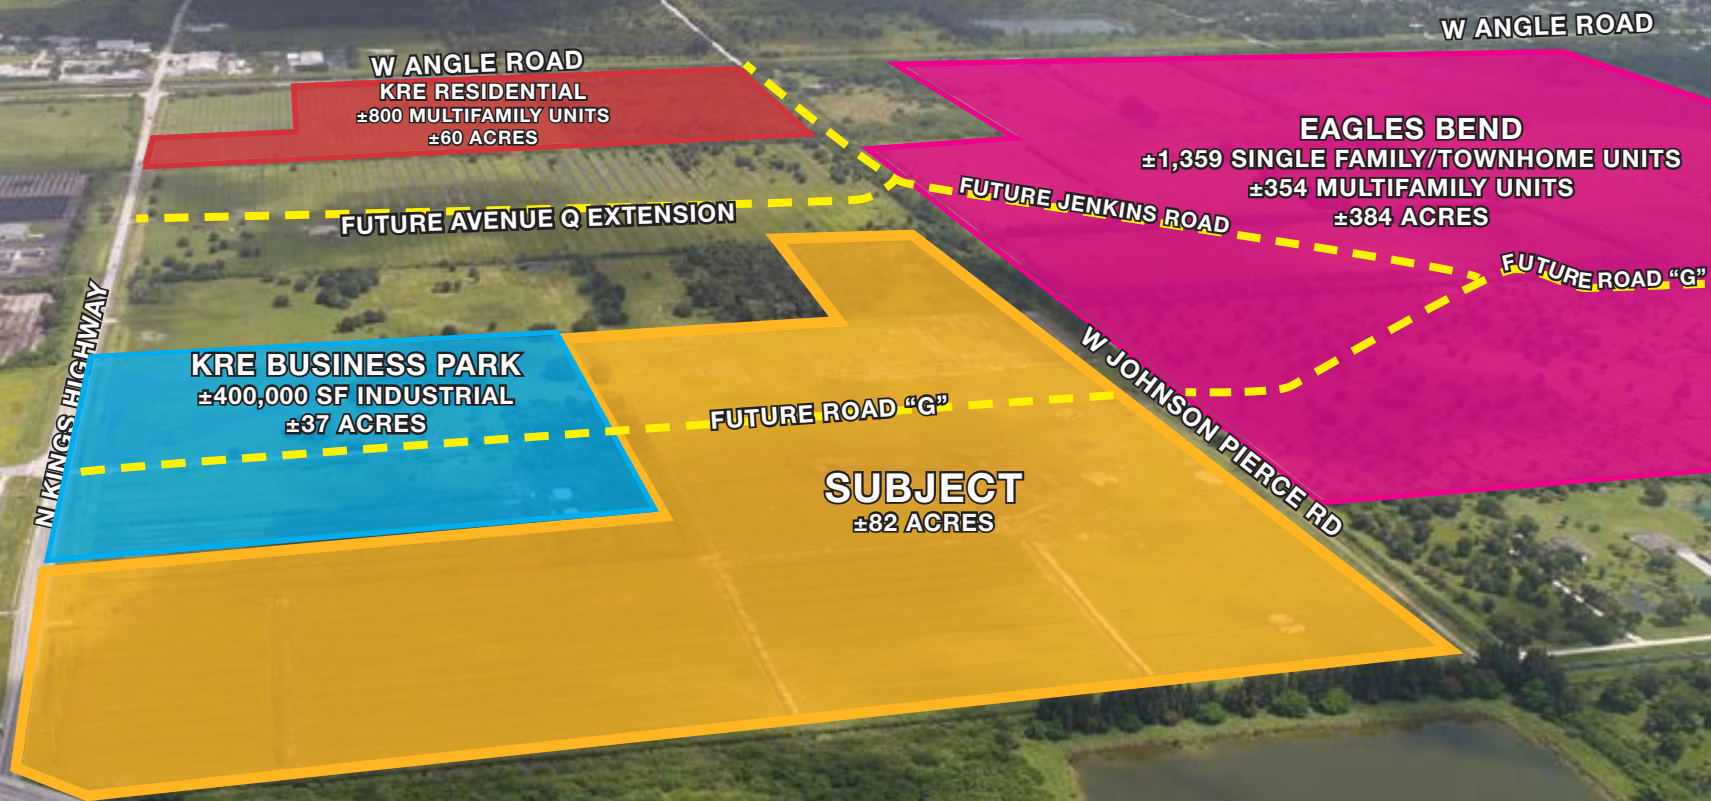 W ANGLE ROAD
W ANGLE ROAD
KRE RESIDENTIAL
±800 MULTIFAMILY UNITS
±60 ACRES
EAGLES BEND
±1,359 SINGLE FAMILY/TOWNHOME UNITS
±354 MULTIFAMILY UNITS
±384 ACRES
FUTURE JENKINS ROAD
FUTURE AVENUE Q EXTENSION
FUTURE ROAD “G”
N KINGS HIGHWAY
KRE BUSINESS PARK
±400,000 SF INDUSTRIAL
±37 ACRES
W JOHNSON PIERCE RD
FUTURE ROAD “G”
SUBJECT
±82 ACRES